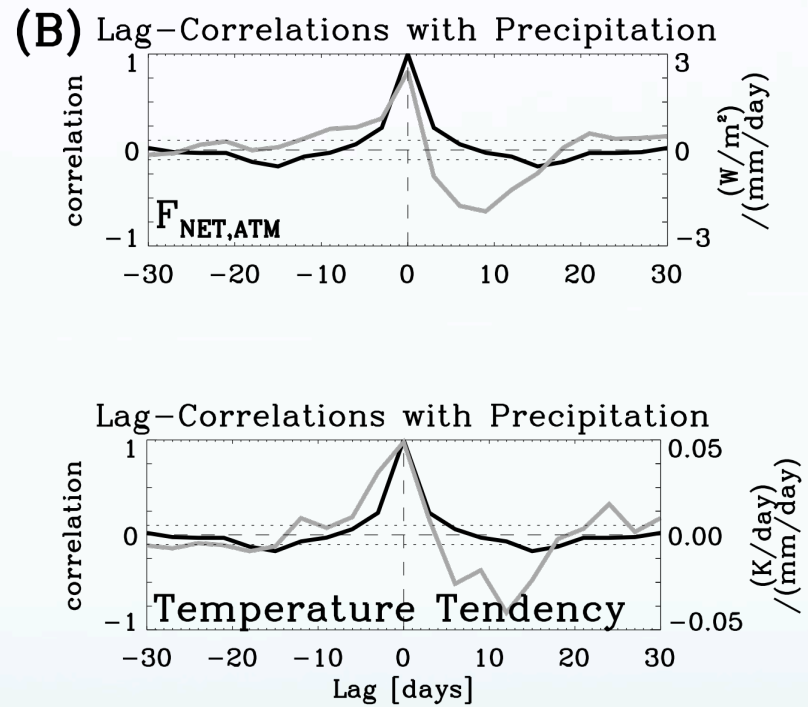 (B) Lag-Correlations with Precipitation
1
0
-1
correlation
3
0
-3
(W/m²)
/(mm/day)
F NET,ATM
-30 -20 -10 0 10 20 30
Lag-Correlations with Precipitation
1
0
-1
correlation
0.05
0.00
-0.05
(K/day)
/(mm/day)
Temperature Tendency
-30 -20 -10 0 10 20 30
Lag [days]